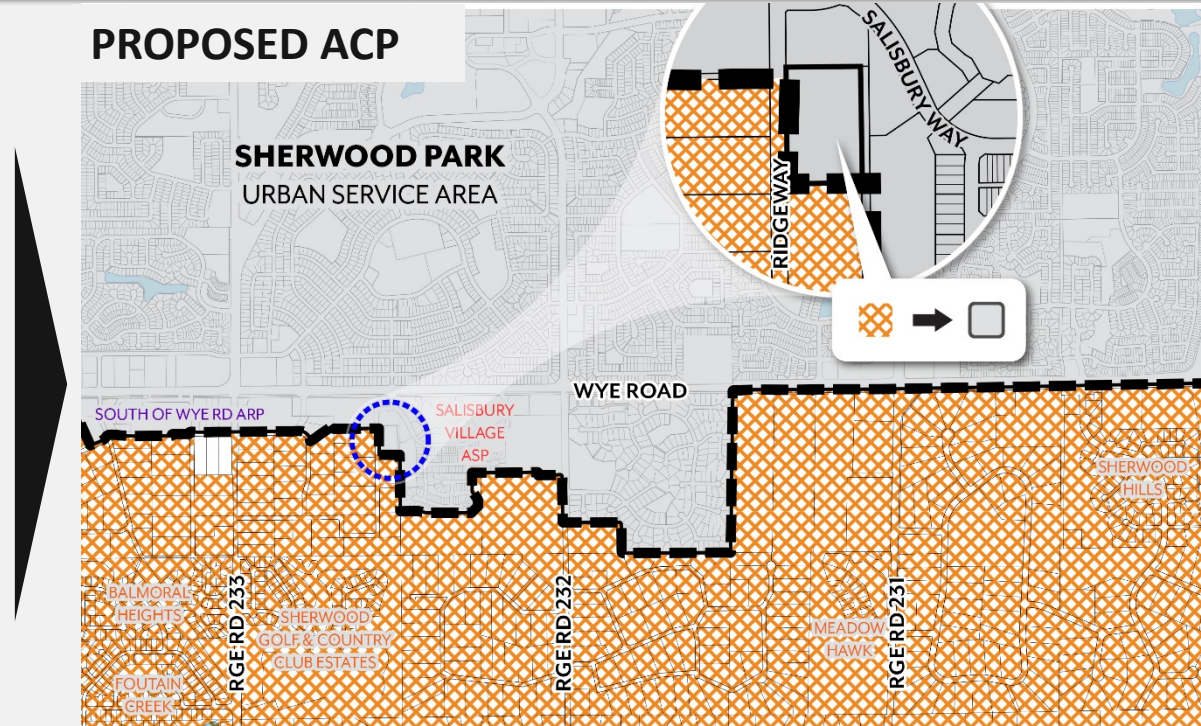 PROPOSED ACP
SALISBURY WAY
SHERWOOD PARK
URBAN SERVICE AREA
RIDGEWAY
WYE ROAD
SOUTH OF WYE RD ARP
SALISBURY
VILLAGE
ASP
SHERWOOD
HILLS
BALMORAL
HEIGHTS
RGE RD 233
SHERWOOD
GOLF & COUNTRY
CLUB ESTATES
RGE RD 232
MEADOW
HAWK
RGE RD 231
FOUTAIN
CREEK